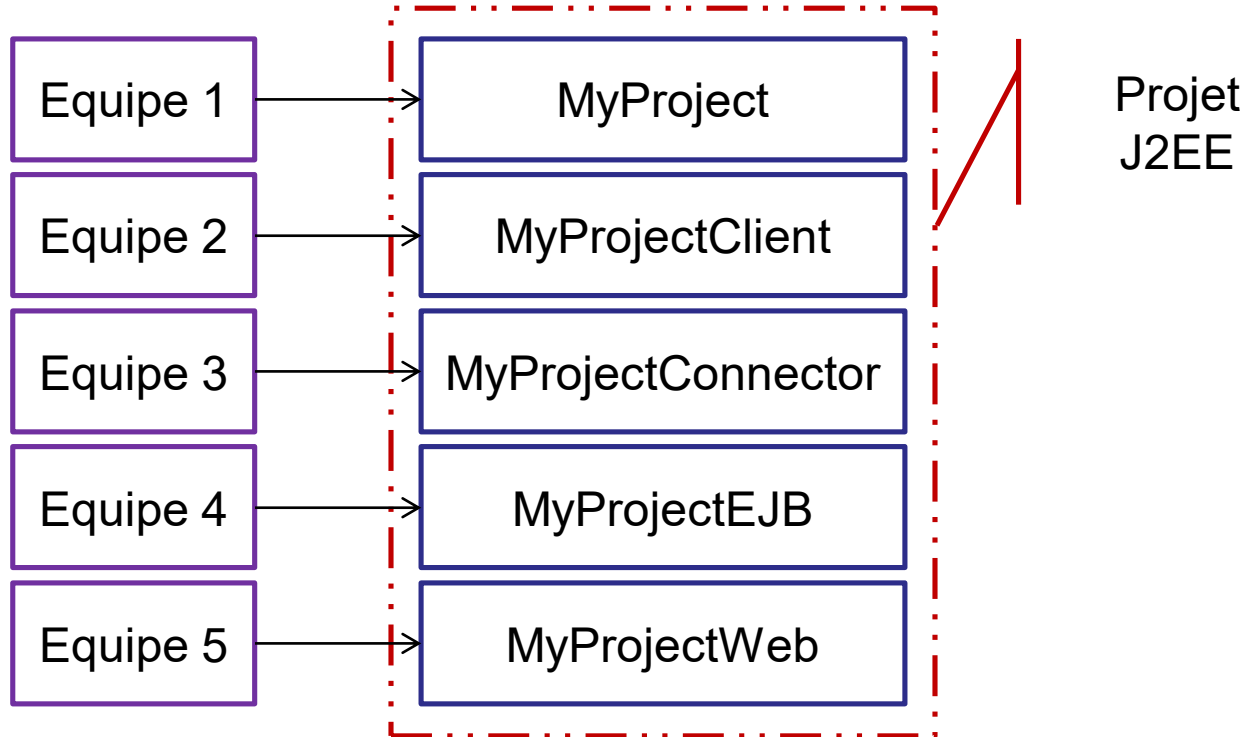 Equipe 1
MyProject
Projet
J2EE
Equipe 2
MyProjectClient
Equipe 3
MyProjectConnector
Equipe 4
MyProjectEJB
Equipe 5
MyProjectWeb